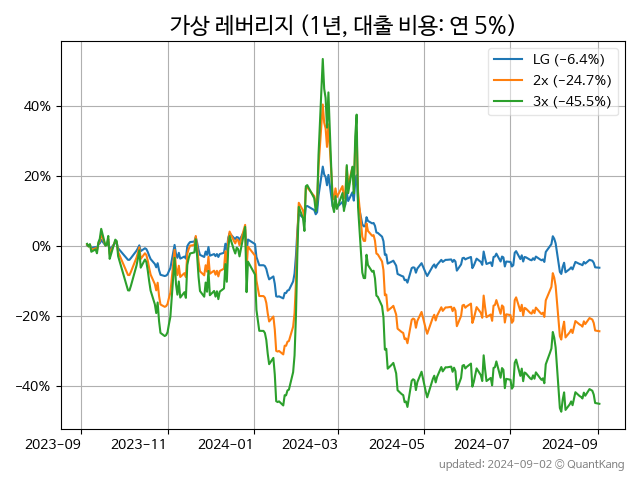 가상 레버리지 (1년, 대출 비용: 연 5%)
LG (−6.4%)
2x (−24.7%)
3x (−45.5%)
40%
20%
0%
−20%
−40%
2023-09 2023-11 2024-01 2024-03 2024-05 2024-07 2024-09
updated: 2024-09-02 © QuantKang